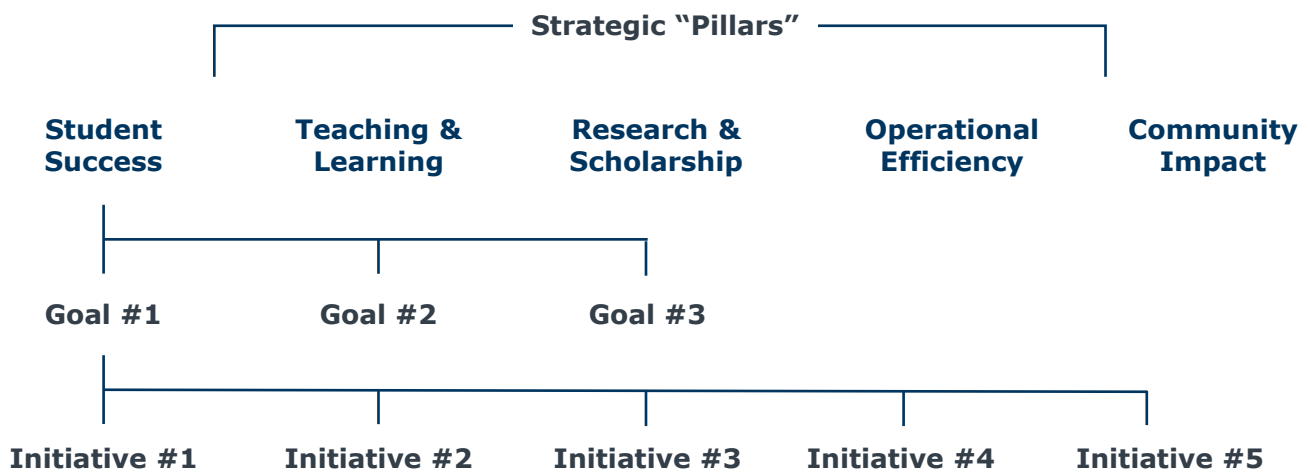 Strategic “Pillars”
Student
Success
Teaching &
Learning
Research &
Scholarship
Operational
Efficiency
Community
Impact
Goal #1
Goal #2
Goal #3
Initiative #1
Initiative #2
Initiative #3
Initiative #4
Initiative #5